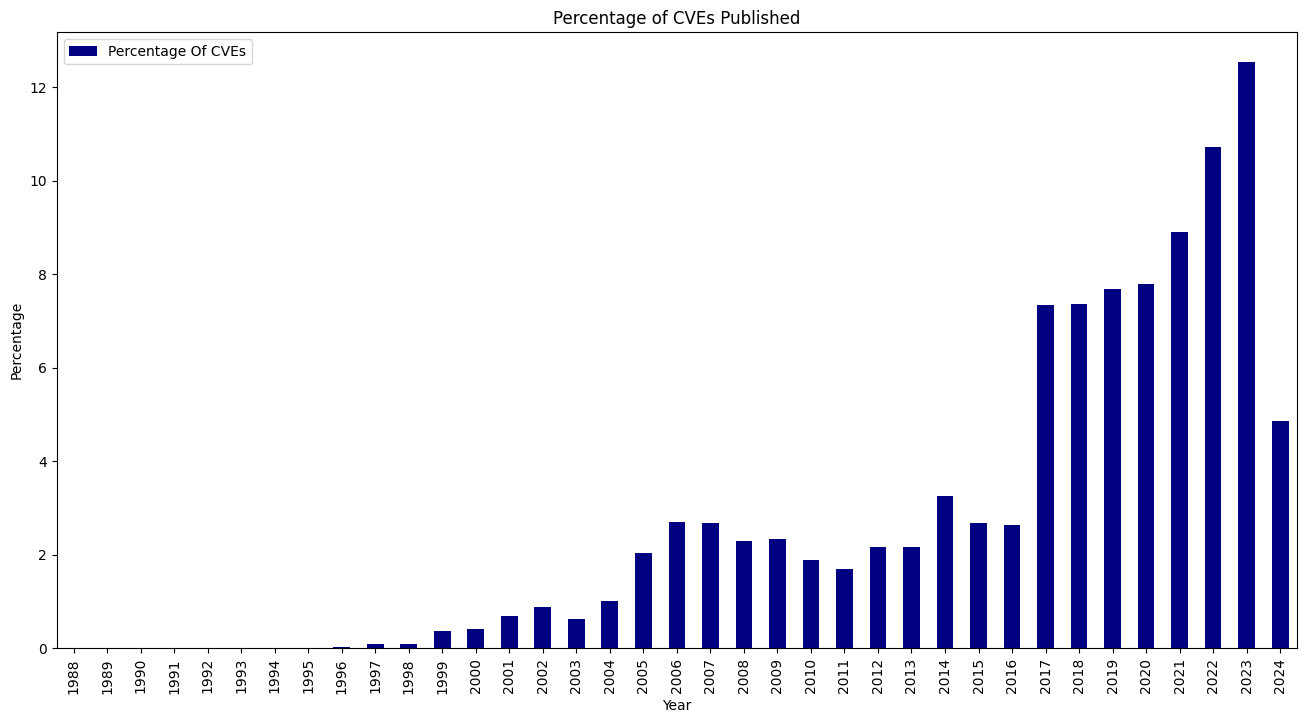 Percentage of CVEs Published
Percentage Of CVEs
12
10
8
6
4
2
0
Percentage
1988 1989 1990 1991 1992 1993 1994 1995 1996 1997 1998 1999 2000 2001 2002 2003 2004 2005 2006 2007 2008 2009 2010 2011 2012 2013 2014 2015 2016 2017 2018 2019 2020 2021 2022 2023 2024
Year